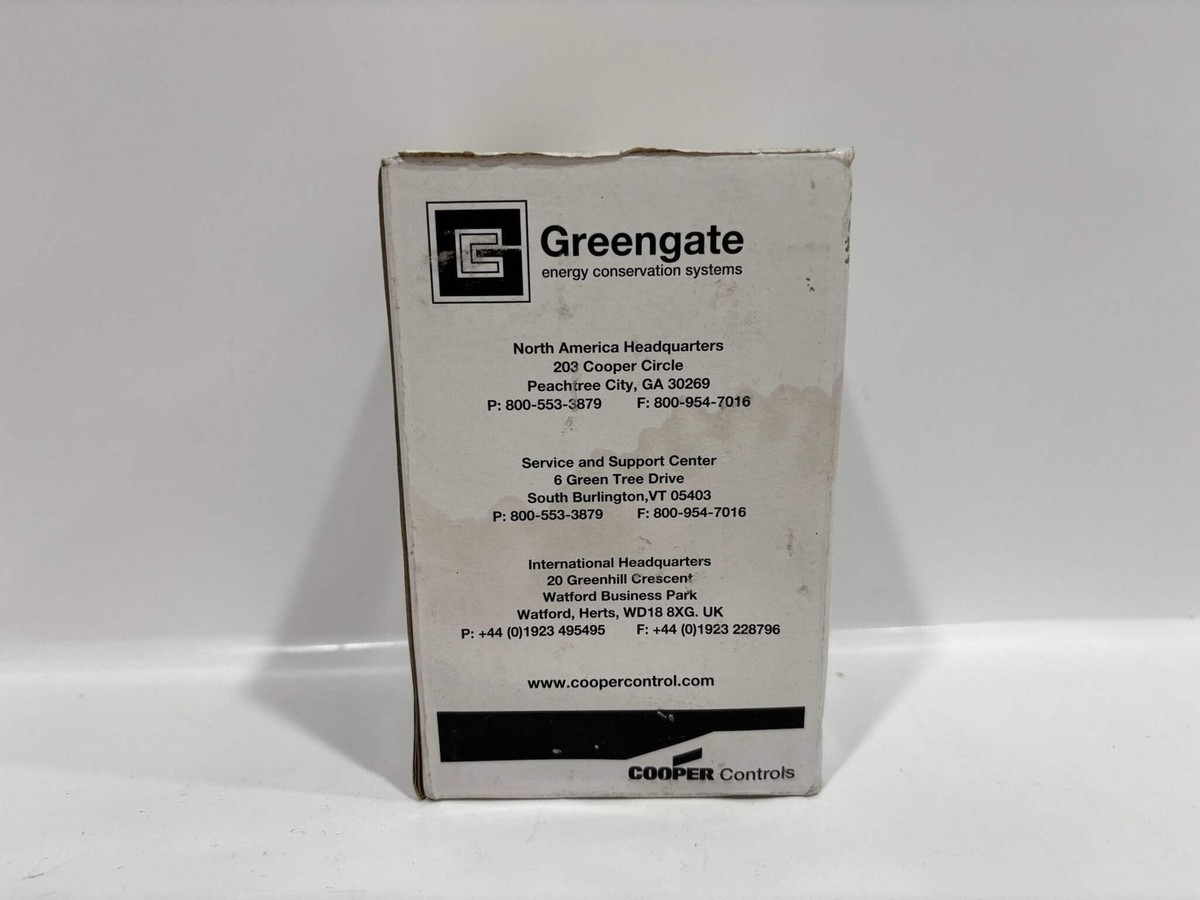 Greengate
energy conservation systems
North America Headquarters
203 Cooper Circle
Peachtree City, GA 30269
P: 800-553-3879 F: 800-954-7016
Service and Support Center
6 Green Tree Drive
South Burlington,VT 05403
P: 800-553-3879 F: 800-954-7016
International Headquarters
20 Greenhill Crescent
Watford Business Park
Watford, Herts, WD18 8XG. UK
P: +44 (0)1923 495495 F: +44 (0)1923 228796
www.coopercontrol.com
COOPER Controls